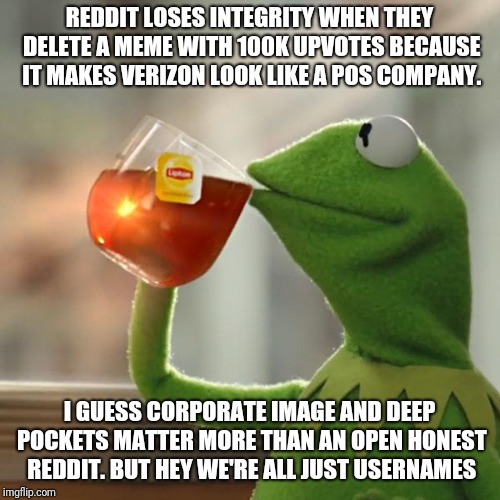 REDDIT LOSES INTEGRITY WHEN THEY
DELETE A MEME WITH 100K UPVOTES BECAUSE
IT MAKES VERIZON LOOK LIKE A POS COMPANY.
Lipton
I GUESS CORPORATE IMAGE AND DEEP
POCKETS MATTER MORE THAN AN OPEN HONEST
REDDIT. BUT HEY WE'RE ALL JUST USERNAMES
imgflip.com